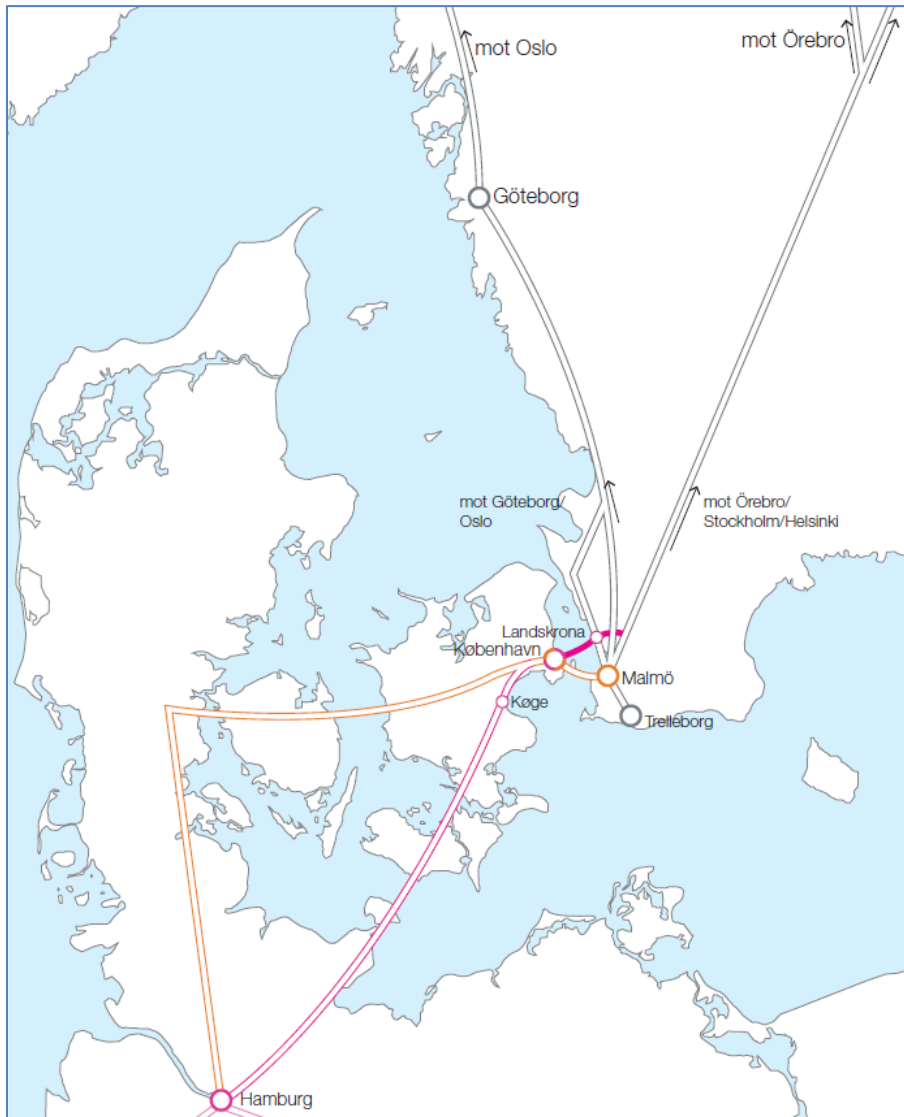 mot Oslo
mot Örebro
Göteborg
mot Göteborg/
Oslo
mot Örebro/
Stockholm/Helsinki
Landskrona
København
Malmö
Køge
Trelleborg
Hamburg